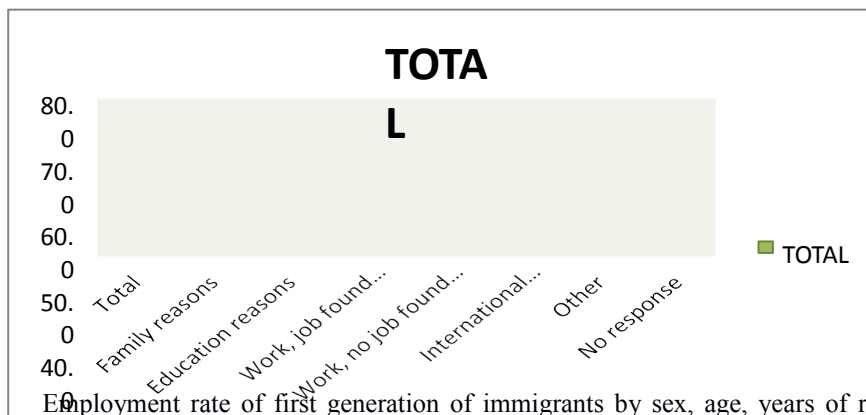 TOTA
L
80.
0
70.
0
60.
0
50.
0
40.
0
Total
Family reasons
Education reasons
Work, job found...
Work, no job found...
International...
Other
No response
TOTAL
Employment rate of first generation of immigrants by sex, age, years of